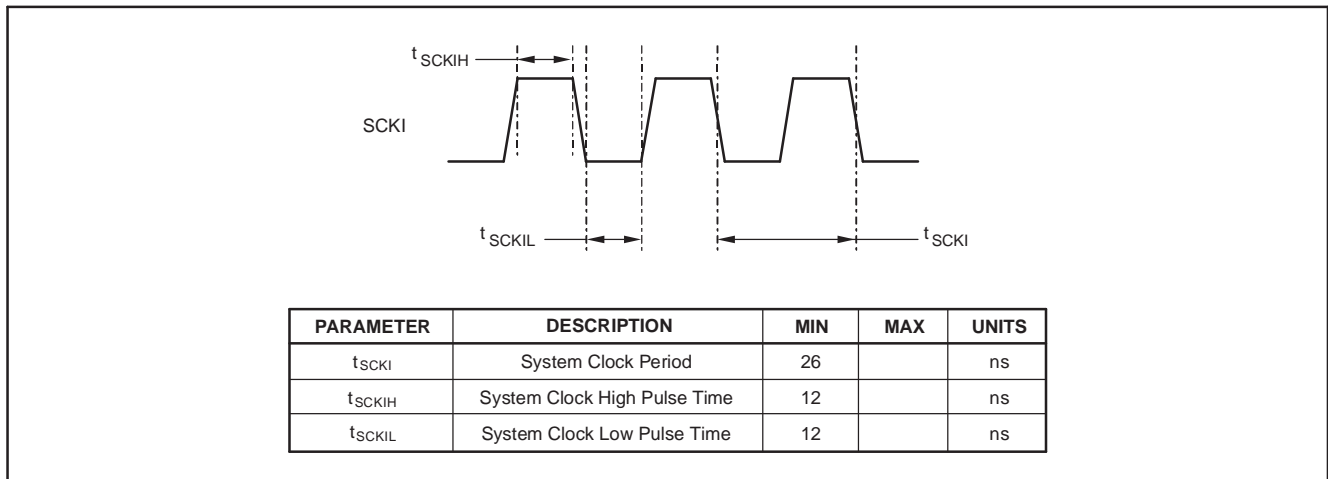 tSCKIH
SCKI
tSCKIL
tSCKI
PARAMETER DESCRIPTION MIN MAX UNITS
tSCKI System Clock Period 26 ns
tSCKIH System Clock High Pulse Time 12 ns
tSCKIL System Clock Low Pulse Time 12 ns